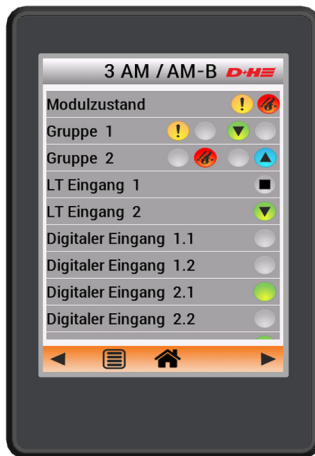 3 AM / AM-B D+H
Modulzustand
Gruppe 1
Gruppe 2
LT Eingang 1
LT Eingang 2
Digitaler Eingang 1.1
Digitaler Eingang 1.2
Digitaler Eingang 2.1
Digitaler Eingang 2.2